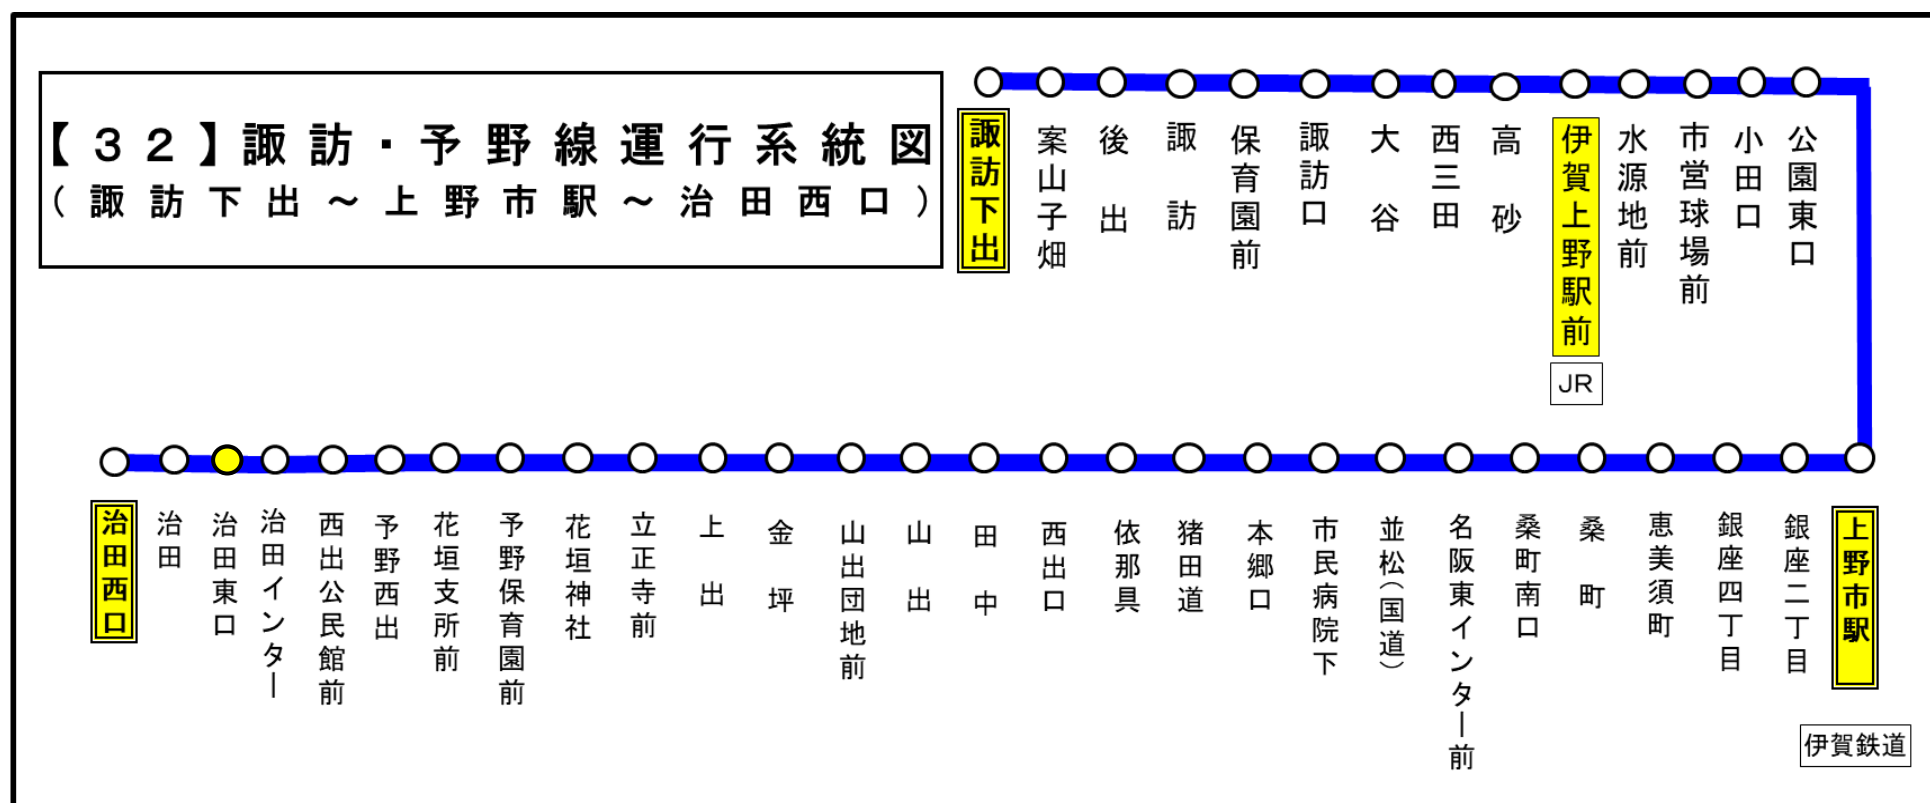 【３２】諏訪・予野線運行系統図
（諏訪下出～上野市駅～治田西口）
諏訪下出
案山子畑
後出
諏訪
保育園前
諏訪口
大谷
西三田
高砂
伊賀上野駅前
JR
水源地前
市営球場前
小田口
公園東口
治田西口
治田
治田東口
治田インター
西出公民館前
予野西出
花垣支所前
予野保育園前
花垣神社
立正寺前
上出
金坪
山出団地前
山出
田中
西出口
依那具
猪田道
本郷口
市民病院下
並松（国道）
名阪東インター前
桑町南口
桑町
恵美須町
銀座四丁目
銀座二丁目
上野市駅
伊賀鉄道